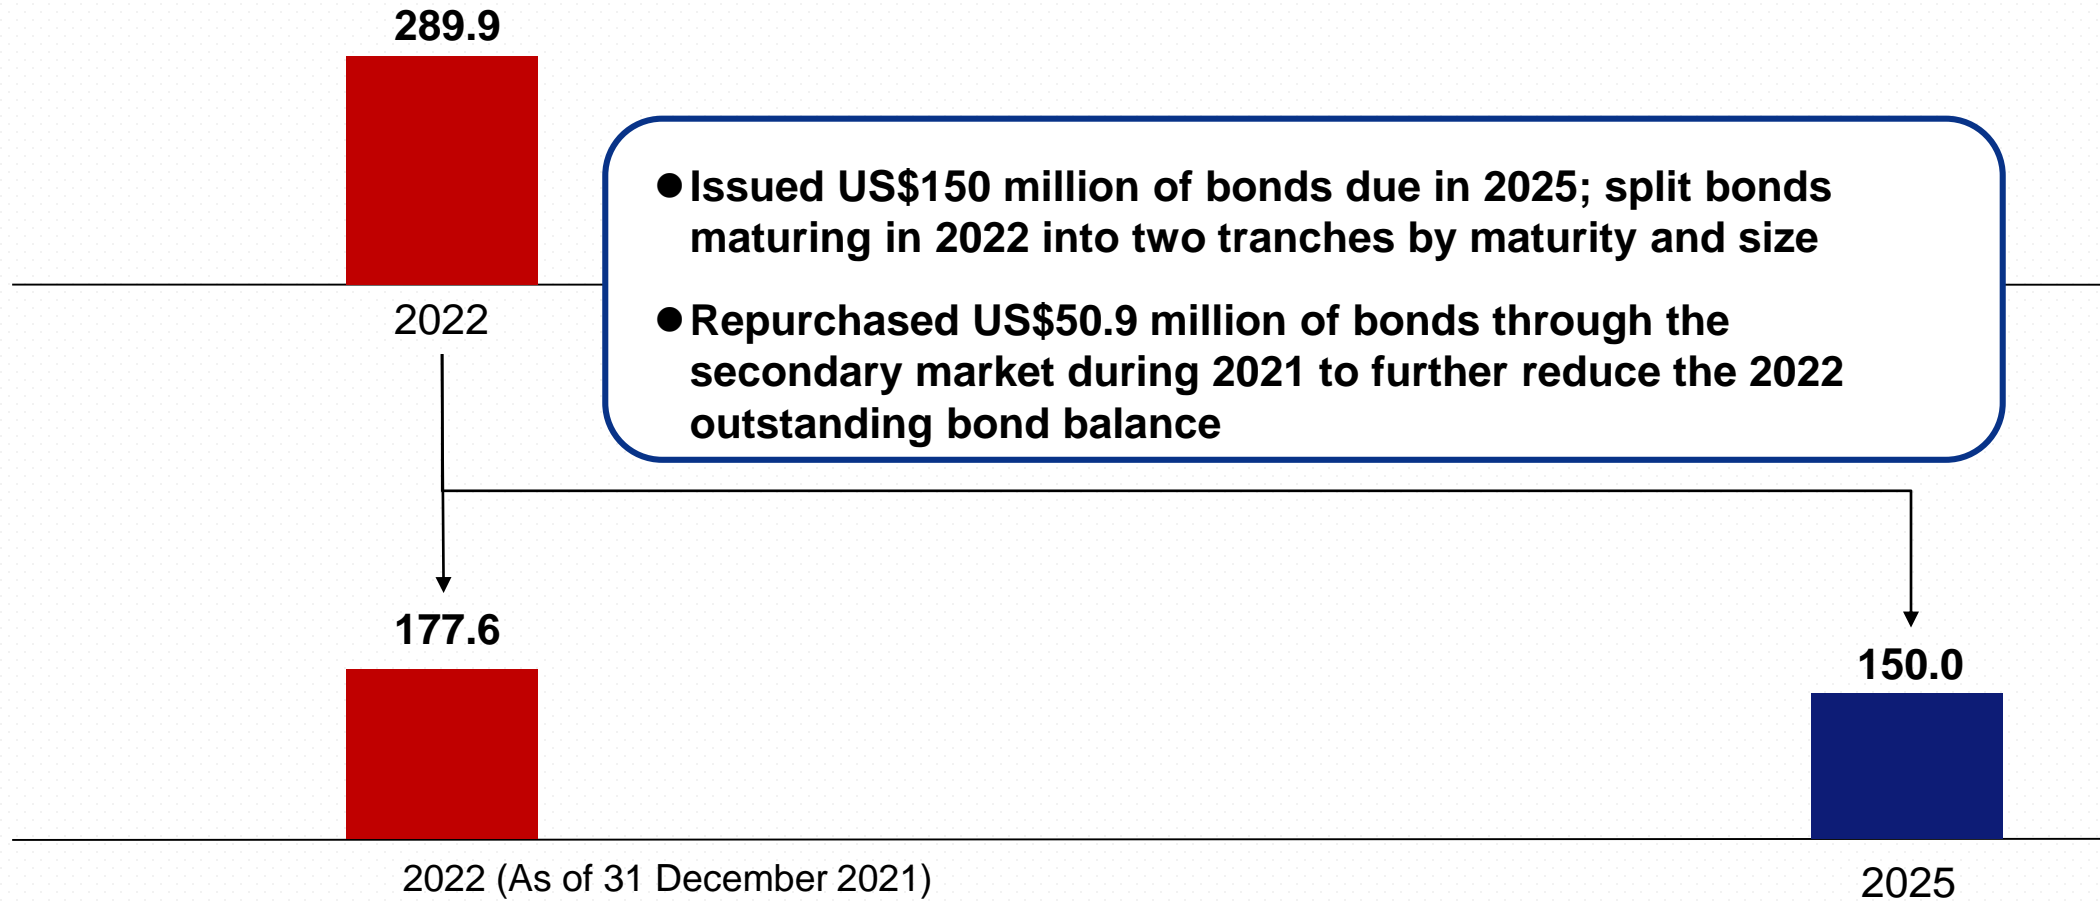 289.9
● Issued US$150 million of bonds due in 2025; split bonds
maturing in 2022 into two tranches by maturity and size
● Repurchased US$50.9 million of bonds through the
secondary market during 2021 to further reduce the 2022
outstanding bond balance
2022
177.6
150.0
2022 (As of 31 December 2021)
2025